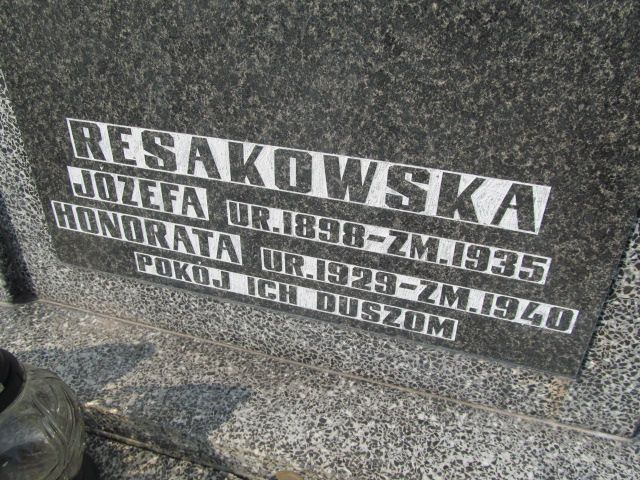 RESAKOWSKA
JÓZEFA UR.1898-ZM.1935
HONORATA UR.1929-ZM.1940
POKÓJ ICH DUSZOM